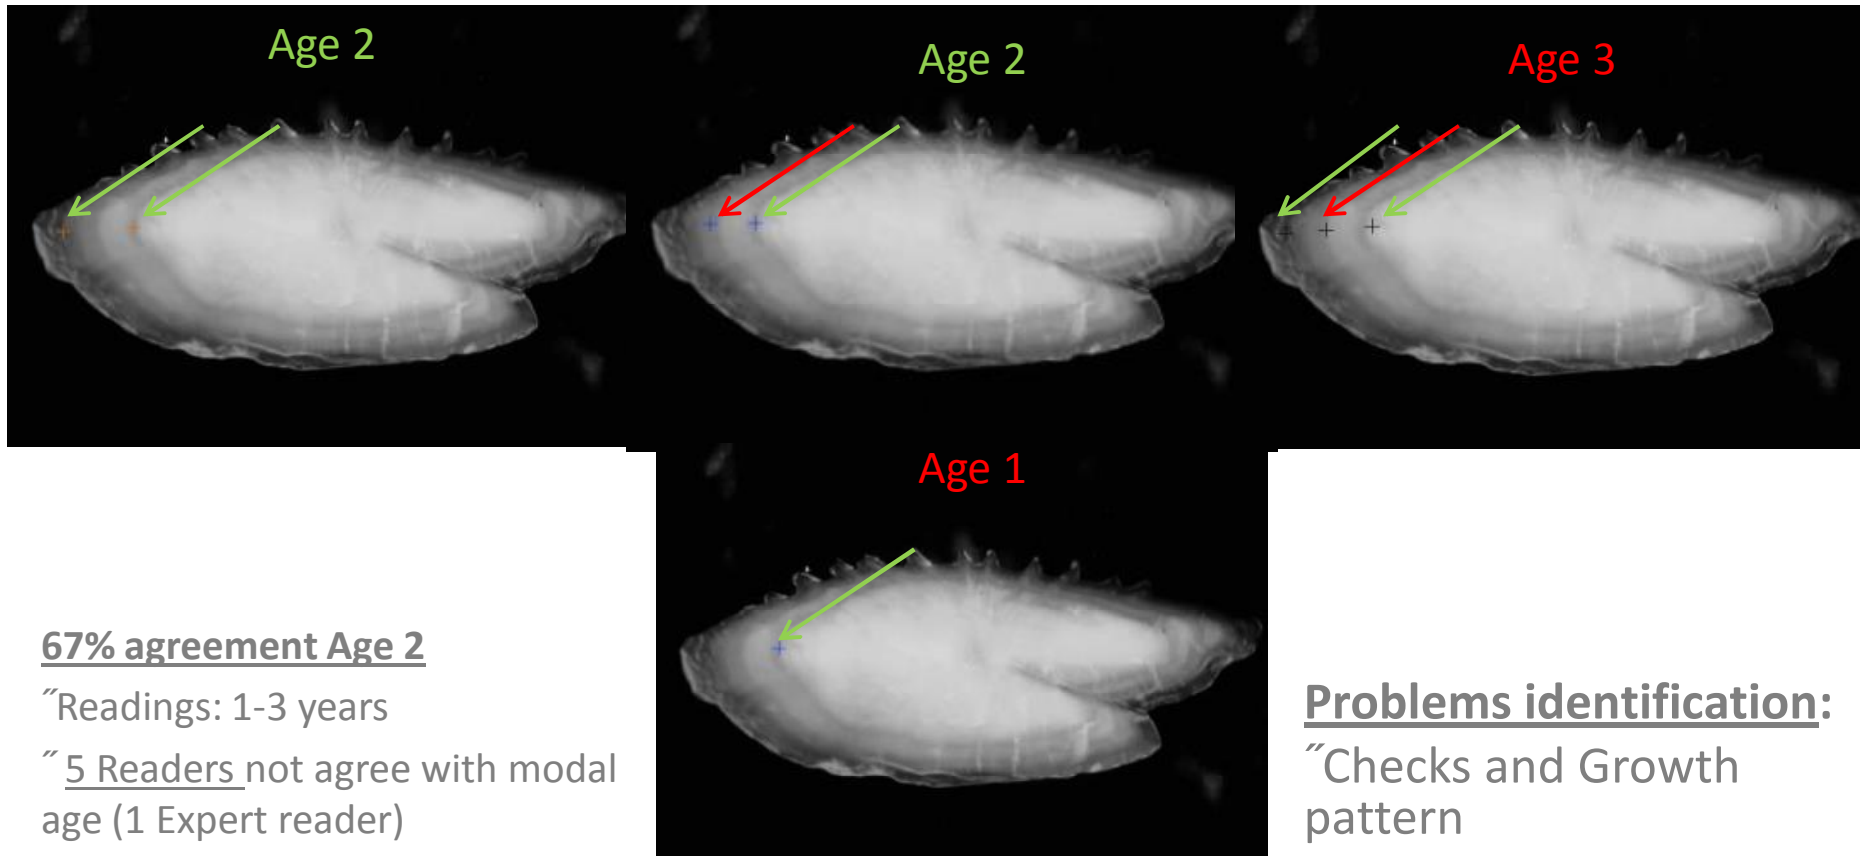 Age 2
Age 2
Age 3
Age 1
67% agreement Age 2
˝Readings: 1-3 years
˝ 5 Readers not agree with modal
age (1 Expert reader)
Problems identification:
˝Checks and Growth
pattern